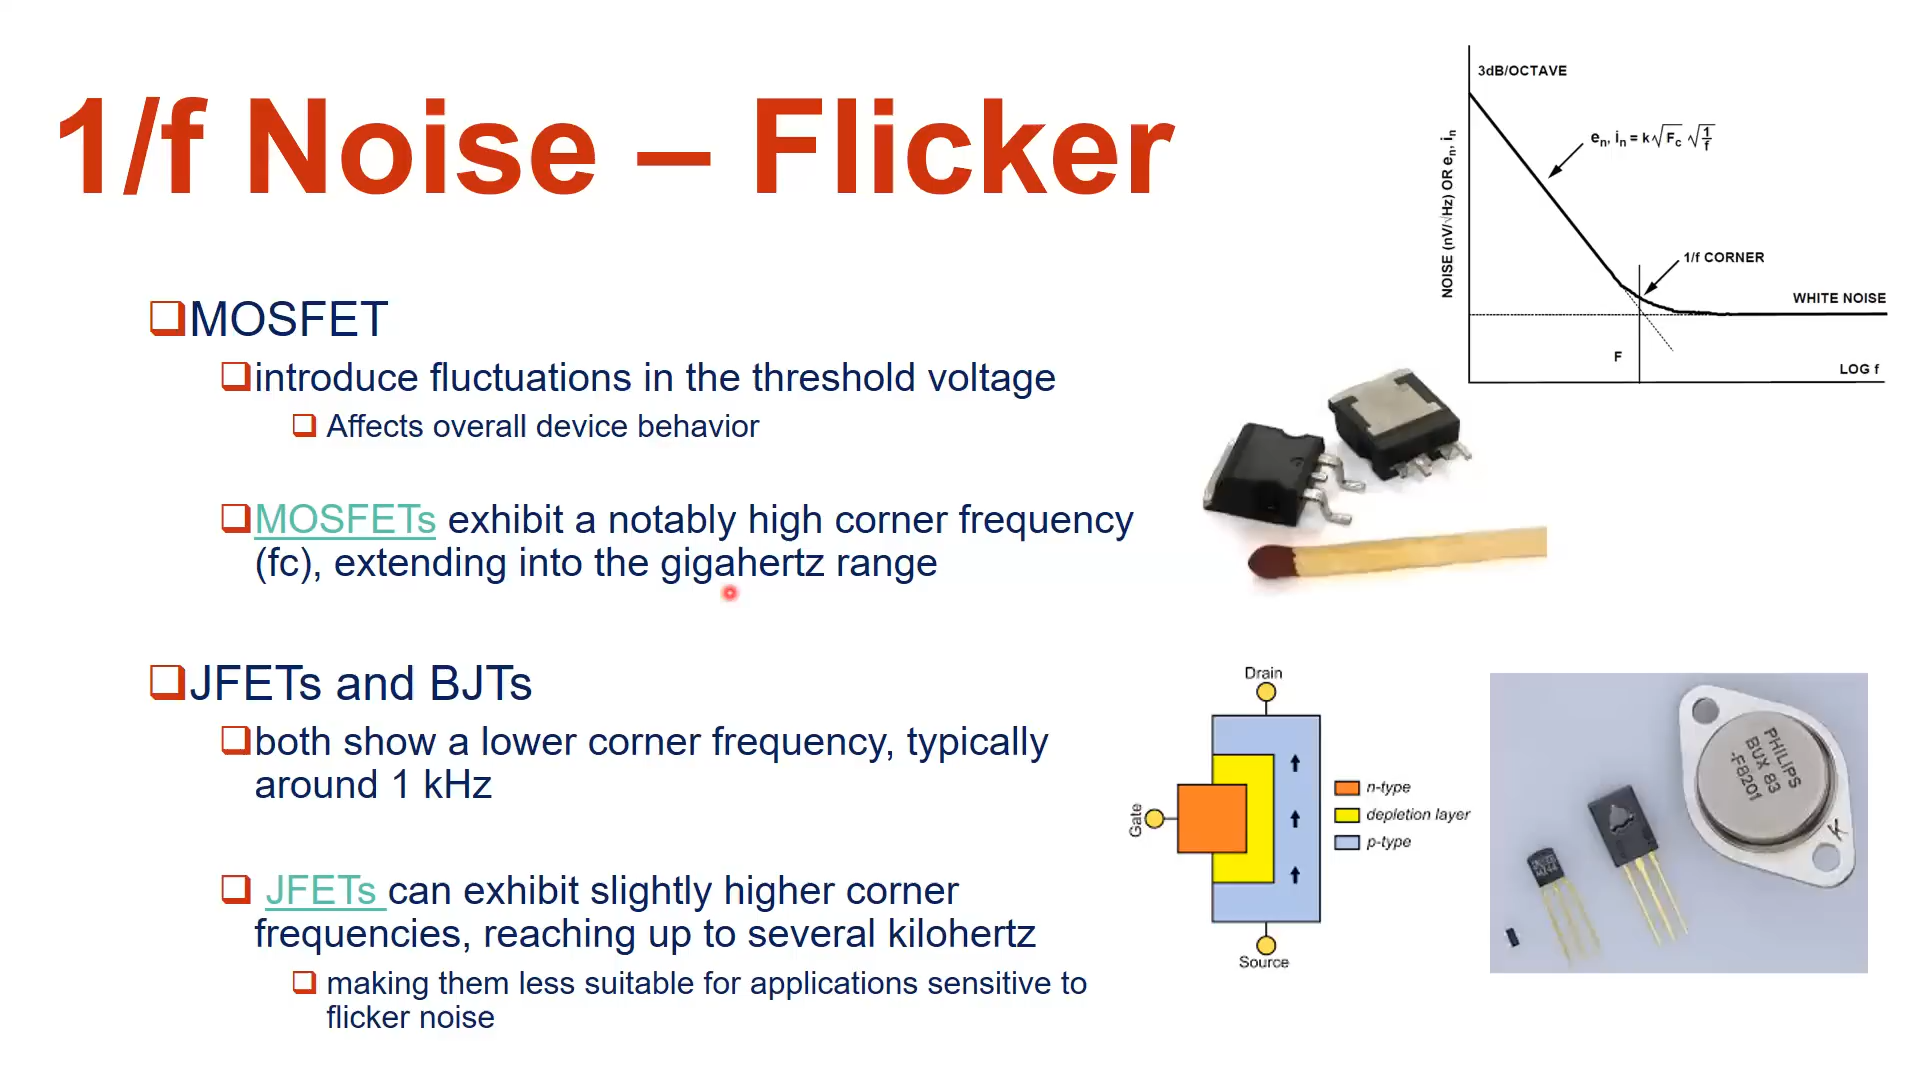 1/f Noise – Flicker
MOSFET
introduce fluctuations in the threshold voltage
Affects overall device behavior
MOSFETs exhibit a notably high corner frequency
(fc), extending into the gigahertz range
JFETs and BJTs
both show a lower corner frequency, typically
around 1 kHz
JFETs can exhibit slightly higher corner
frequencies, reaching up to several kilohertz
making them less suitable for applications sensitive to
flicker noise
3dB/OCTAVE
NOISE (nV/√Hz) OR en, in
en, in = k√Fc √1/f
1/f CORNER
WHITE NOISE
F
LOG f
Drain
Gate
Source
n-type
depletion layer
p-type
PHILIPS
BUX 83
-F8201
K